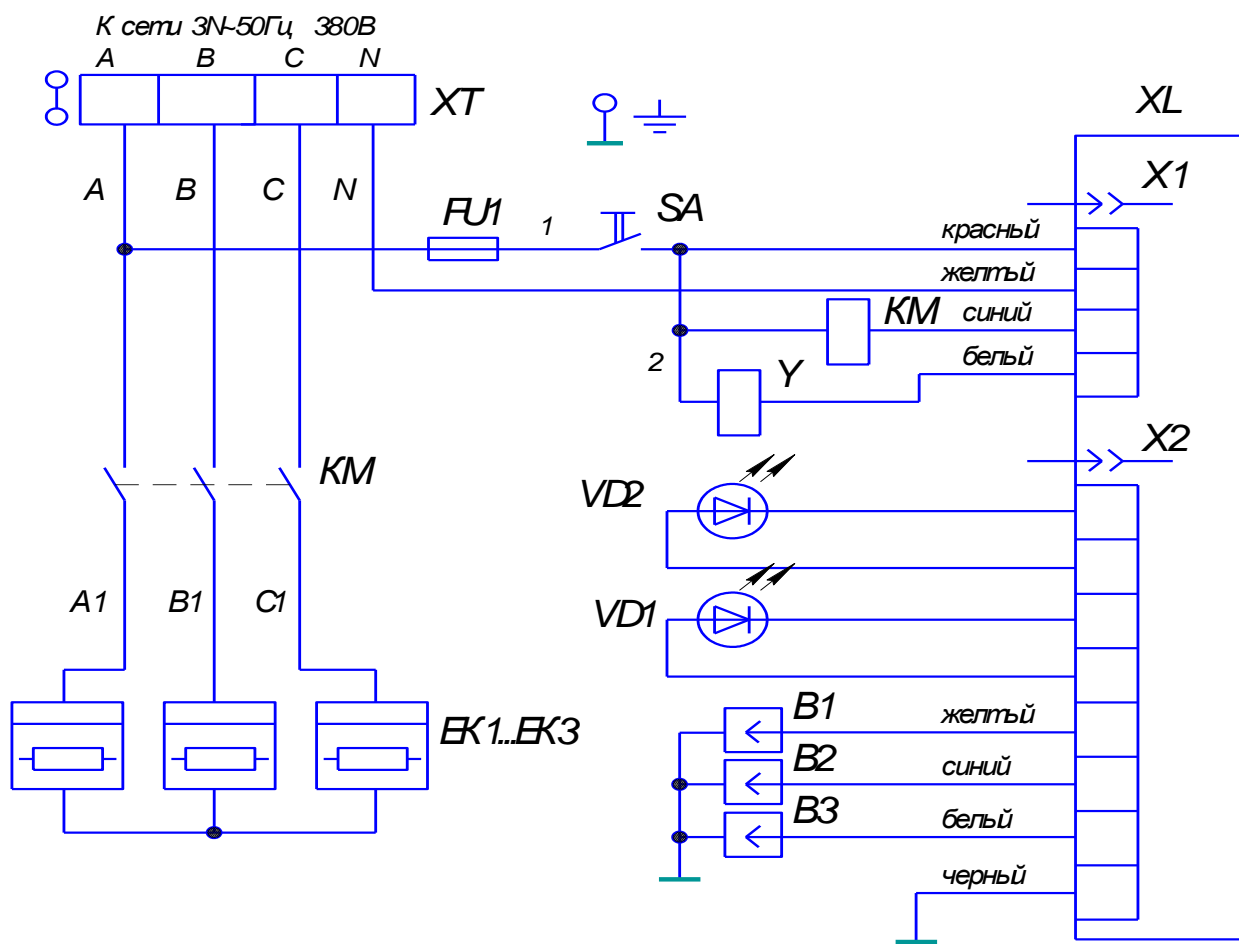 К сети 3N~50Гц 380В
A B C N
XT
XL
X1
A B C N
FU1
1
SA
красный
желтый
KM
синий
2
Y
белый
X2
KM
VD2
A1 B1 C1
VD1
EK1...EK3
B1
желтый
B2
синий
B3
белый
черный